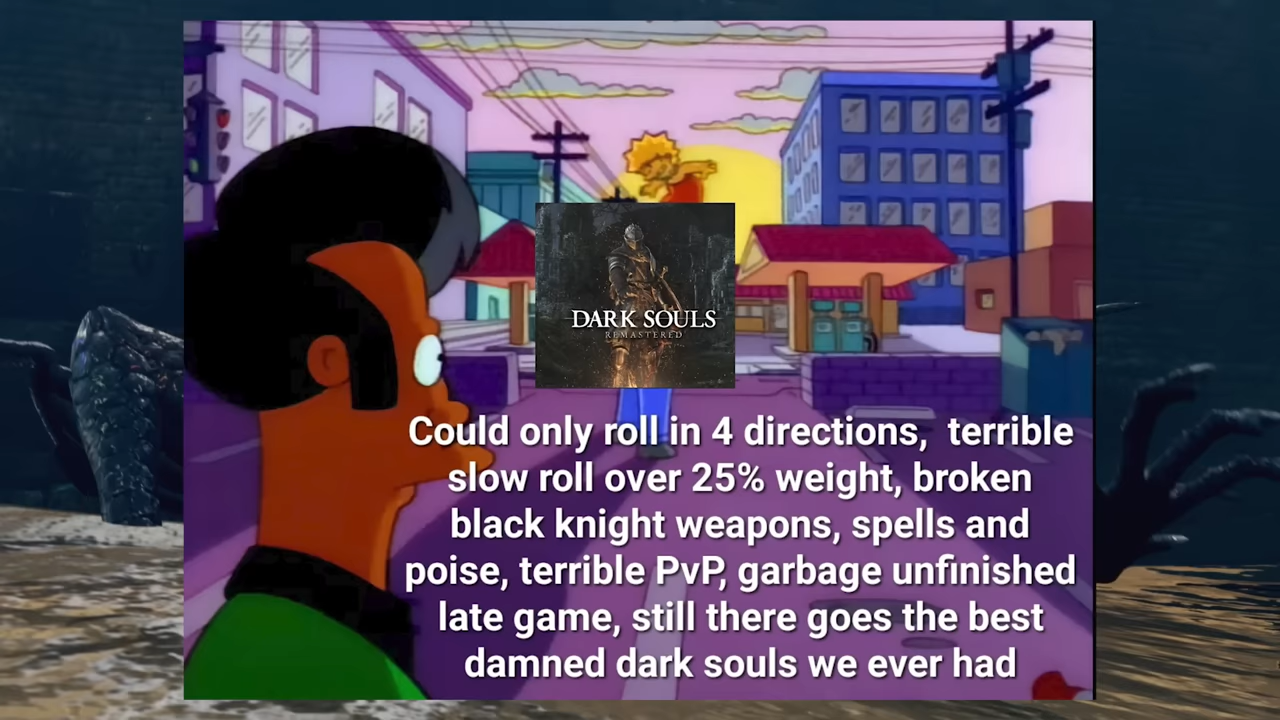 DARK SOULS
REMASTERED
Could only roll in 4 directions,  terrible
slow roll over 25% weight, broken
black knight weapons, spells and
poise, terrible PvP, garbage unfinished
late game, still there goes the best
damned dark souls we ever had